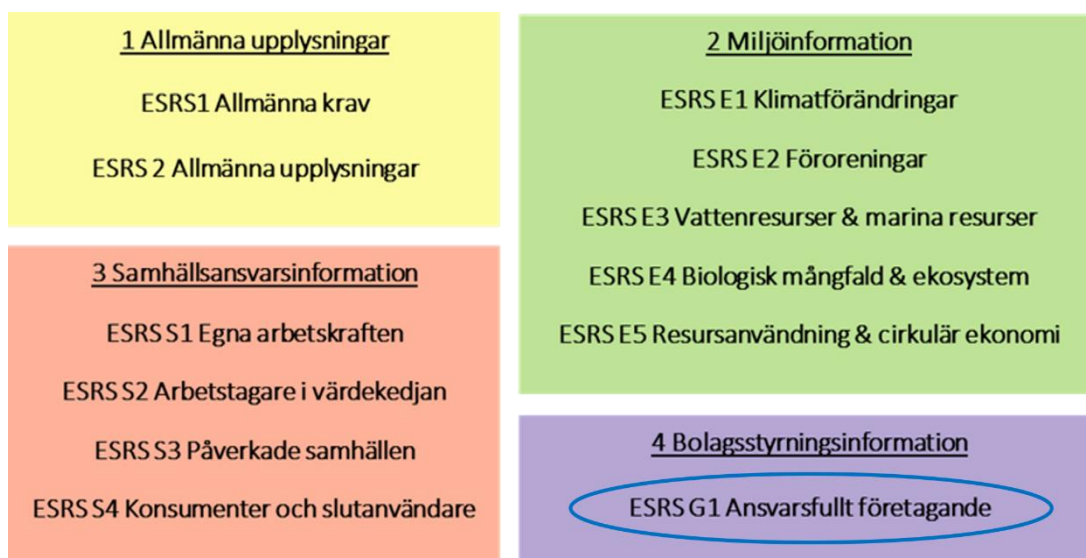 1 Allmänna upplysningar
ESRS1 Allmänna krav
ESRS 2 Allmänna upplysningar
2 Miljöinformation
ESRS E1 Klimatförändringar
ESRS E2 Föroreningar
ESRS E3 Vattenresurser & marina resurser
ESRS E4 Biologisk mångfald & ekosystem
ESRS E5 Resursanvändning & cirkulär ekonomi
3 Samhällsansvarsinformation
ESRS S1 Egna arbetskraften
ESRS S2 Arbetstagare i värdekedjan
ESRS S3 Påverkade samhällen
ESRS S4 Konsumenter och slutanvändare
4 Bolagsstyrningsinformation
ESRS G1 Ansvarsfullt företagande